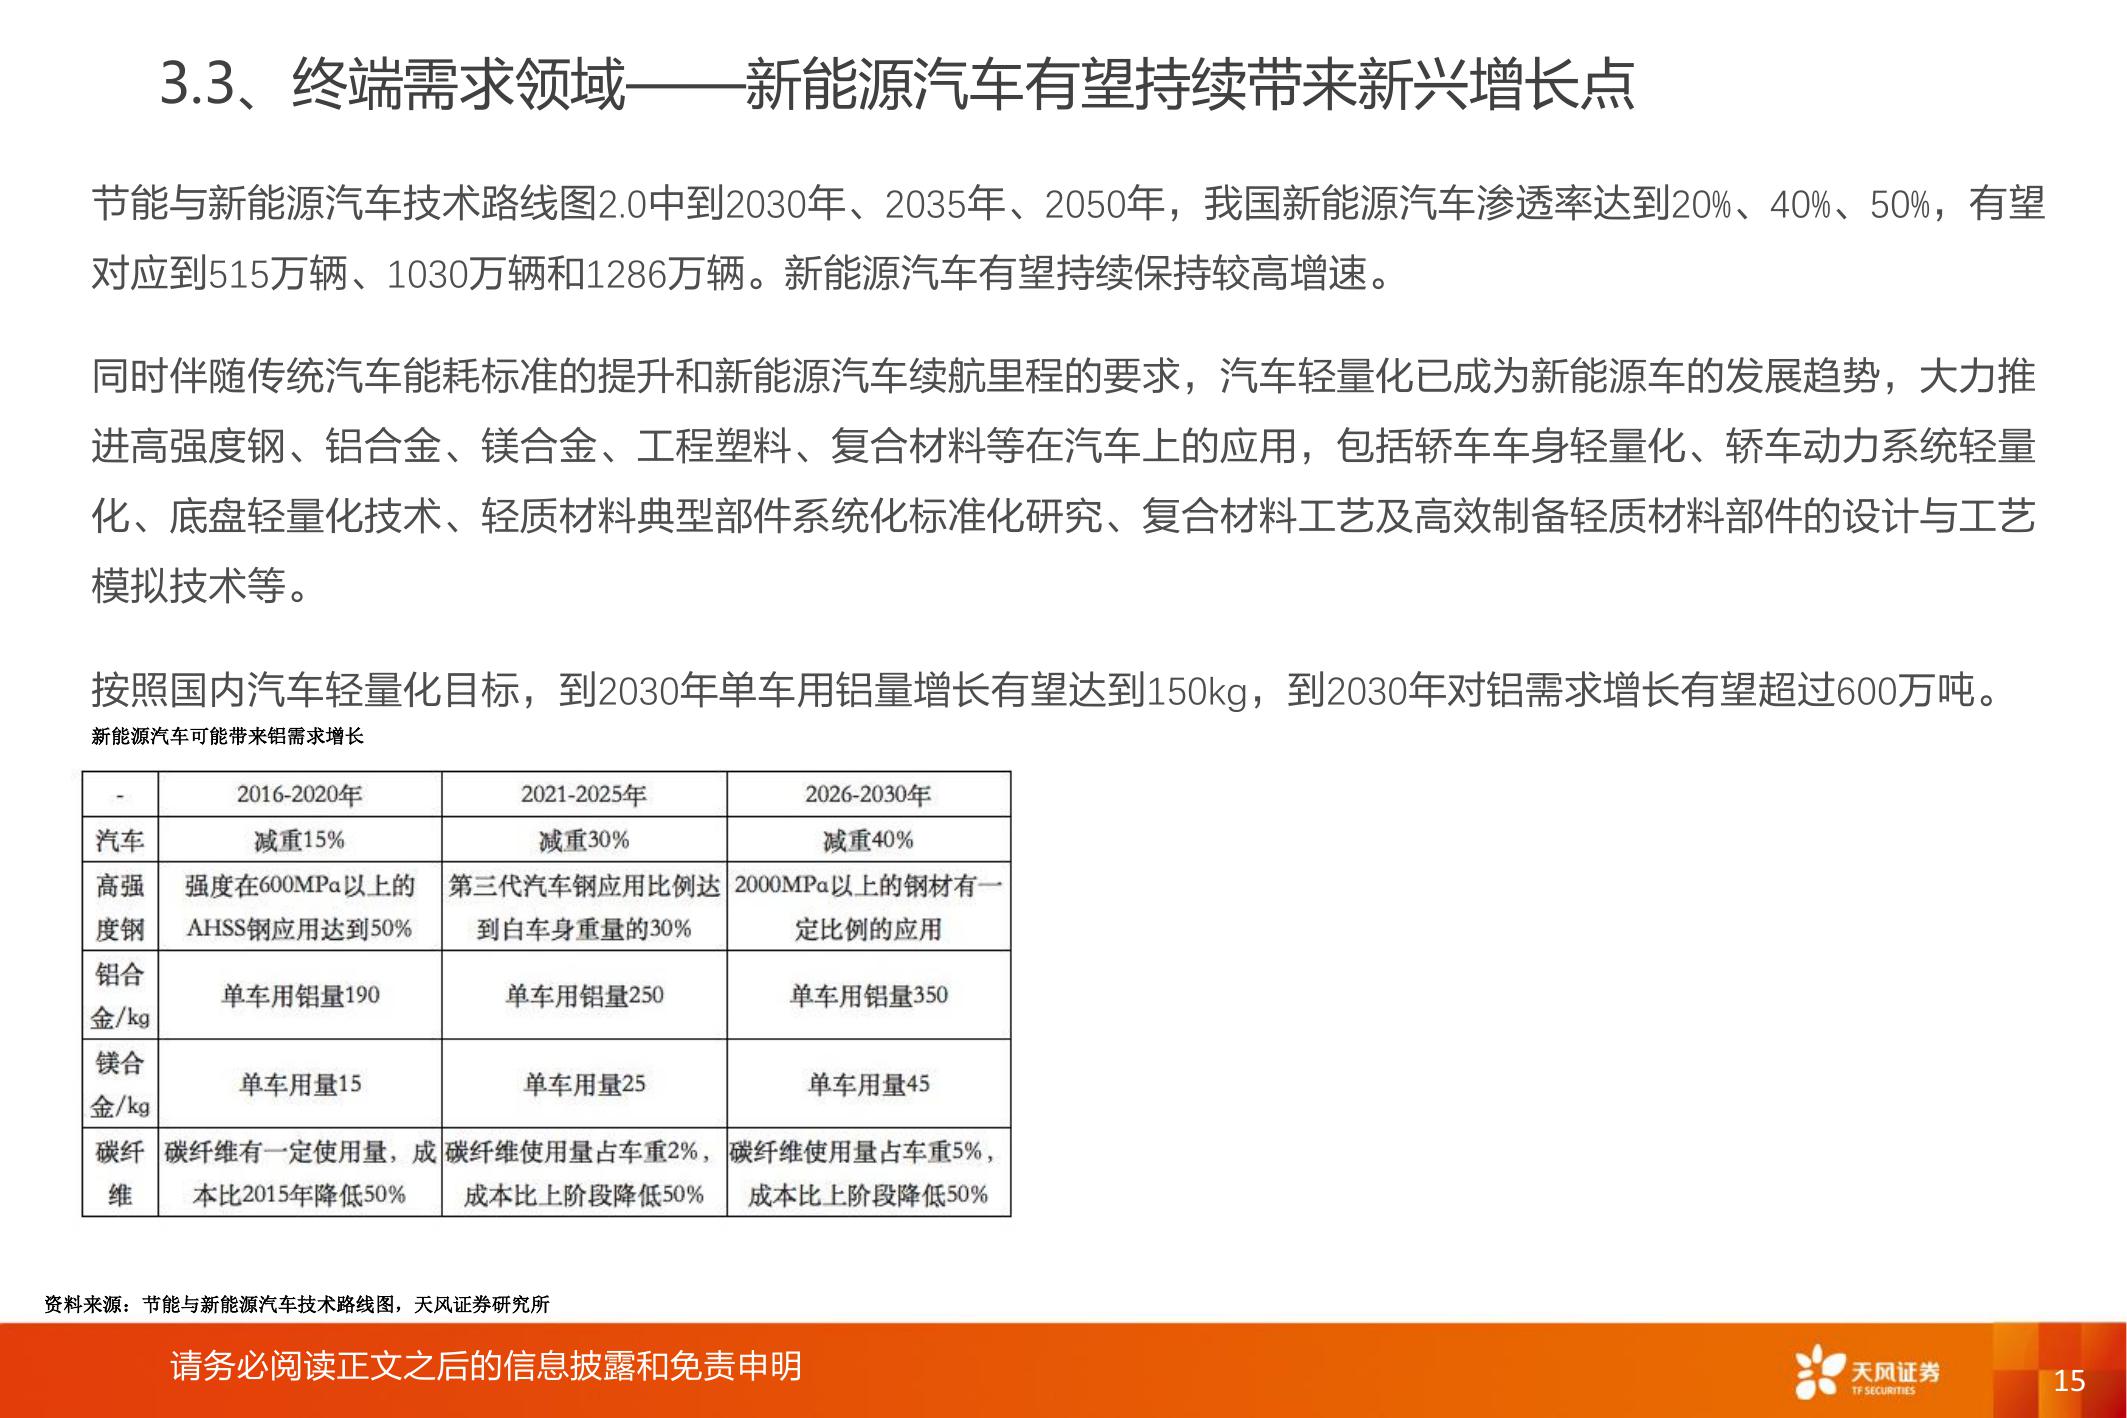 3.3、终端需求领域——新能源汽车有望持续带来新兴增长点
节能与新能源汽车技术路线图2.0中到2030年、2035年、2050年，我国新能源汽车渗透率达到20%、40%、50%，有望
对应到515万辆、1030万辆和1286万辆。新能源汽车有望持续保持较高增速。
同时伴随传统汽车能耗标准的提升和新能源汽车续航里程的要求，汽车轻量化已成为新能源车的发展趋势，大力推
进高强度钢、铝合金、镁合金、工程塑料、复合材料等在汽车上的应用，包括轿车车身轻量化、轿车动力系统轻量
化、底盘轻量化技术、轻质材料典型部件系统化标准化研究、复合材料工艺及高效制备轻质材料部件的设计与工艺
模拟技术等。
按照国内汽车轻量化目标，到2030年单车用铝量增长有望达到150kg，到2030年对铝需求增长有望超过600万吨。
新能源汽车可能带来铝需求增长
- 2016-2020年 2021-2025年 2026-2030年
汽车 减重15% 减重30% 减重40%
高强 强度在600MPa以上的 第三代汽车钢应用比例达 2000MPa以上的钢材有一
度钢 AHSS钢应用达到50% 到白车身重量的30% 定比例的应用
铝合
金/kg 单车用铝量190 单车用铝量250 单车用铝量350
镁合
金/kg 单车用量15 单车用量25 单车用量45
碳纤 碳纤维有一定使用量，成 碳纤维使用量占车重2%， 碳纤维使用量占车重5%，
维 本比2015年降低50% 成本比上阶段降低50% 成本比上阶段降低50%
资料来源：节能与新能源汽车技术路线图，天风证券研究所
请务必阅读正文之后的信息披露和免责申明
天风证券
TF SECURITIES
15